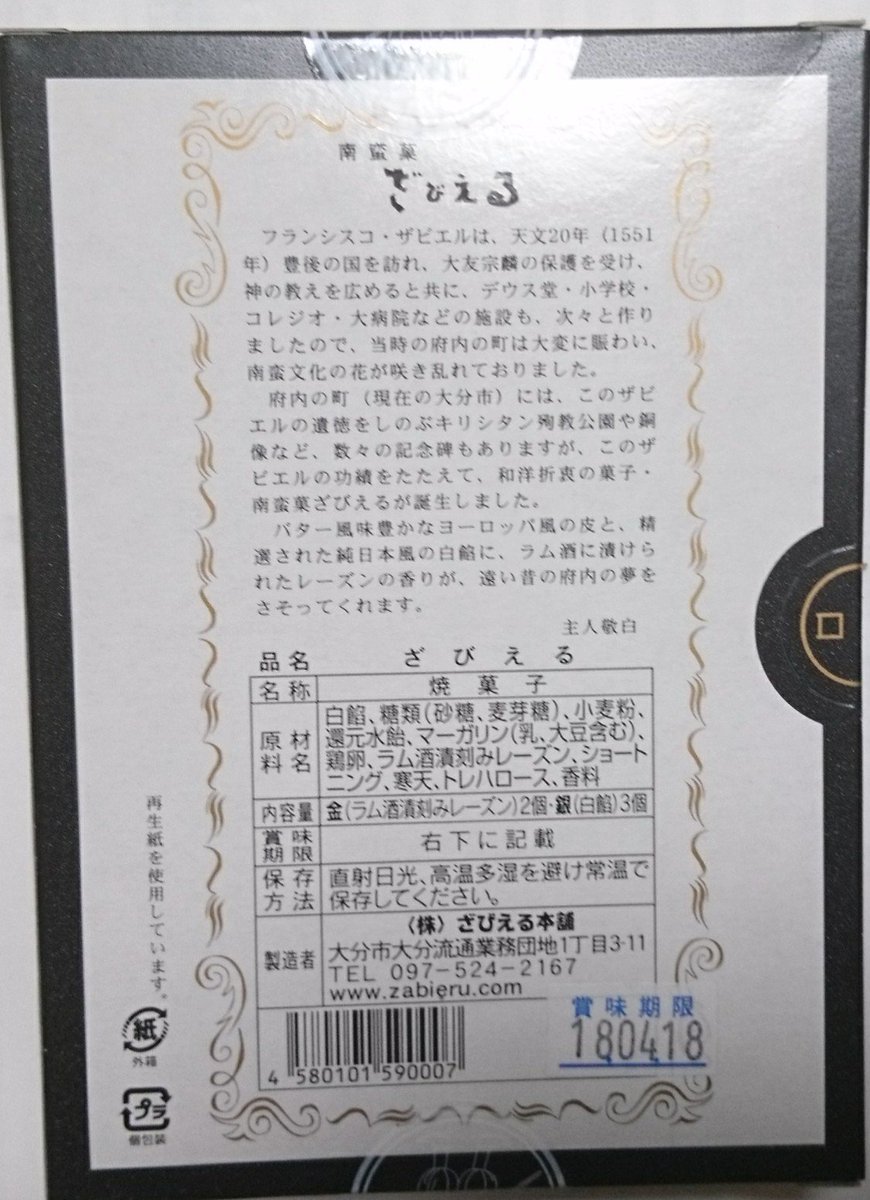 南蛮菓
ざびえる
フランシスコ・ザビエルは、天文20年（1551
年）豊後の国を訪れ、大友宗麟の保護を受け、
神の教えを広めると共に、デウス堂・小学校・
コレジオ・大病院などの施設も、次々と作り
ましたので、当時の府内の町は大変に賑わい、
南蛮文化の花が咲き乱れておりました。
府内の町（現在の大分市）には、このザビ
エルの遺徳をしのぶキリシタン殉教公園や銅
像など、数々の記念碑もありますが、このザ
ビエルの功績をたたえて、和洋折衷の菓子・
南蛮菓ざびえるが誕生しました。
バター風味豊かなヨーロッパ風の皮と、精
選された純日本風の白餡に、ラム酒に漬けら
れたレーズンの香りが、遠い昔の府内の夢を
さそってくれます。
主人敬白
品名 ざびえる
名称 焼菓子
原材料名 白餡、糖類(砂糖、麦芽糖)、小麦粉、
還元水飴、マーガリン(乳、大豆含む)、
鶏卵、ラム酒漬刻みレーズン、ショート
ニング、寒天、トレハロース、香料
内容量 金(ラム酒漬刻みレーズン)2個・銀(白餡)3個
賞味期限 右下に記載
保存方法 直射日光、高温多湿を避け常温で
保存してください。
製造者 (株)ざびえる本舗
大分市大分流通業務団地1丁目3-11
TEL 097-524-2167
www.zabieru.com
賞味期限
180418
4 580101 590007
再生紙を使用しています。
紙
外箱
プラ
個包装